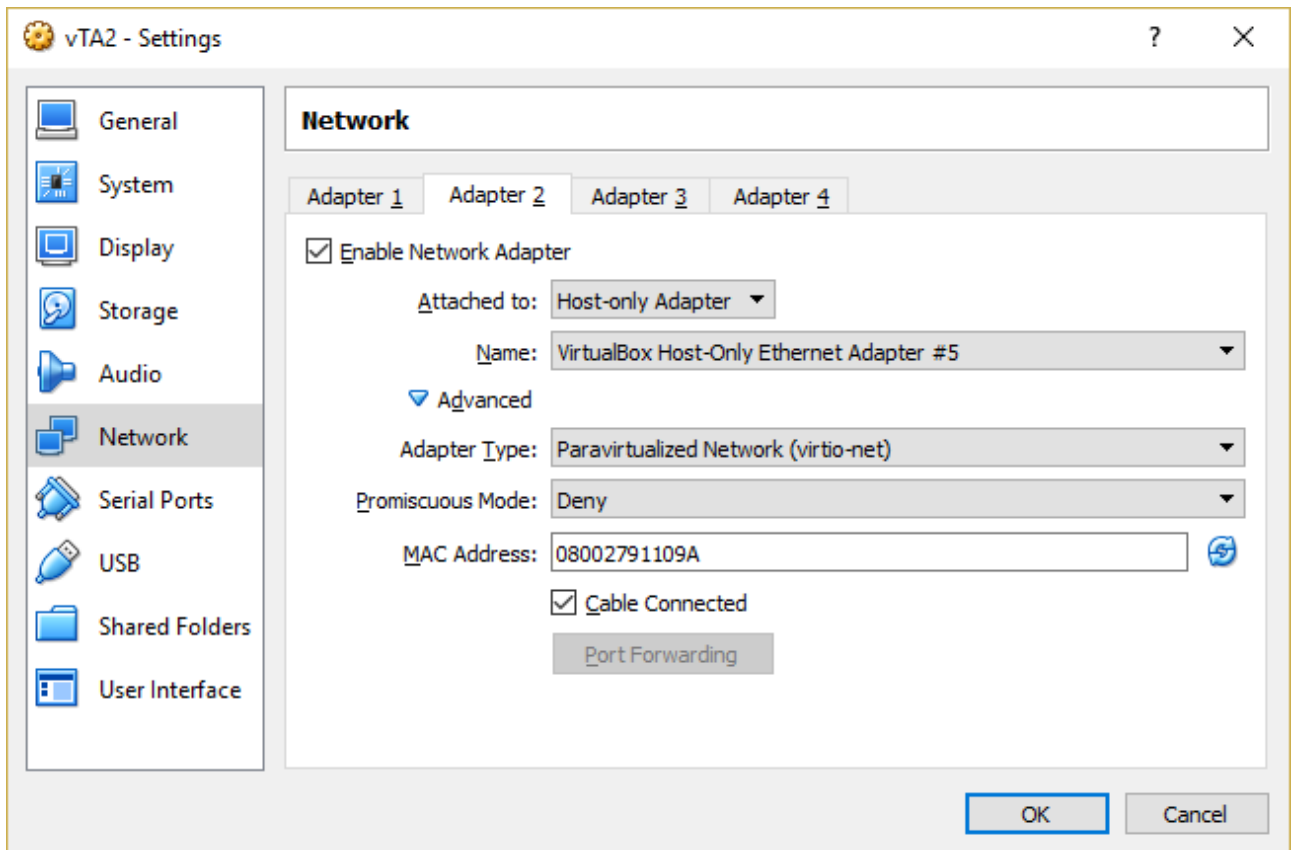 vTA2 - Settings
?
General
System
Display
Storage
Audio
Network
Serial Ports
USB
Shared Folders
User Interface
Network
Adapter 1 Adapter 2 Adapter 3 Adapter 4
Enable Network Adapter
Attached to: Host-only Adapter
Name: VirtualBox Host-Only Ethernet Adapter #5
Advanced
Adapter Type: Paravirtualized Network (virtio-net)
Promiscuous Mode: Deny
MAC Address: 08002791109A
Cable Connected
Port Forwarding
OK Cancel